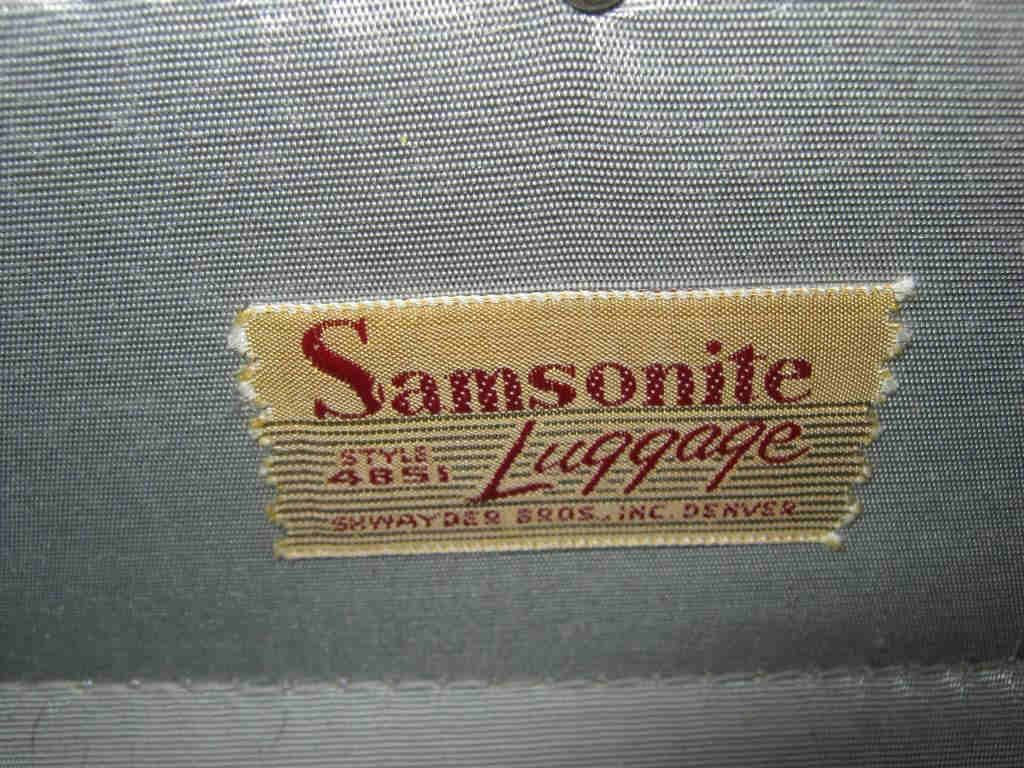 Samsonite
Luggage
STYLE
4851
SHWAYDER BROS., INC. DENVER